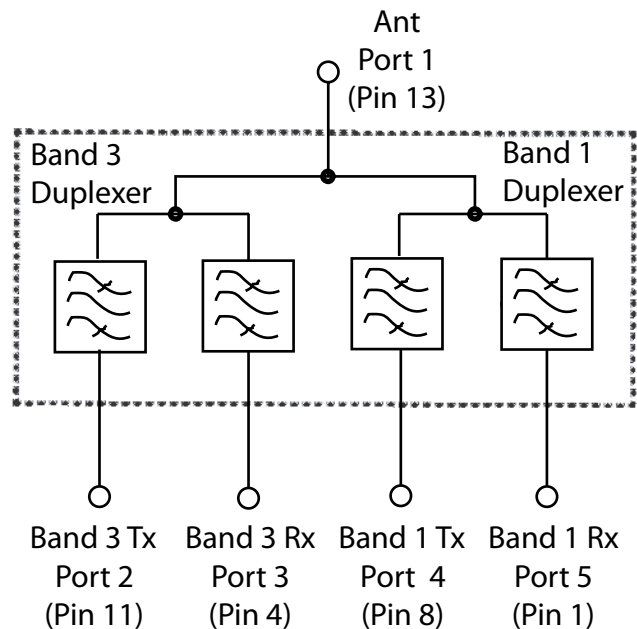 Ant
Port 1
(Pin 13)
Band 3
Duplexer
Band 1
Duplexer
Band 3 Tx
Port 2
(Pin 11)
Band 3 Rx
Port 3
(Pin 4)
Band 1 Tx
Port 4
(Pin 8)
Band 1 Rx
Port 5
(Pin 1)